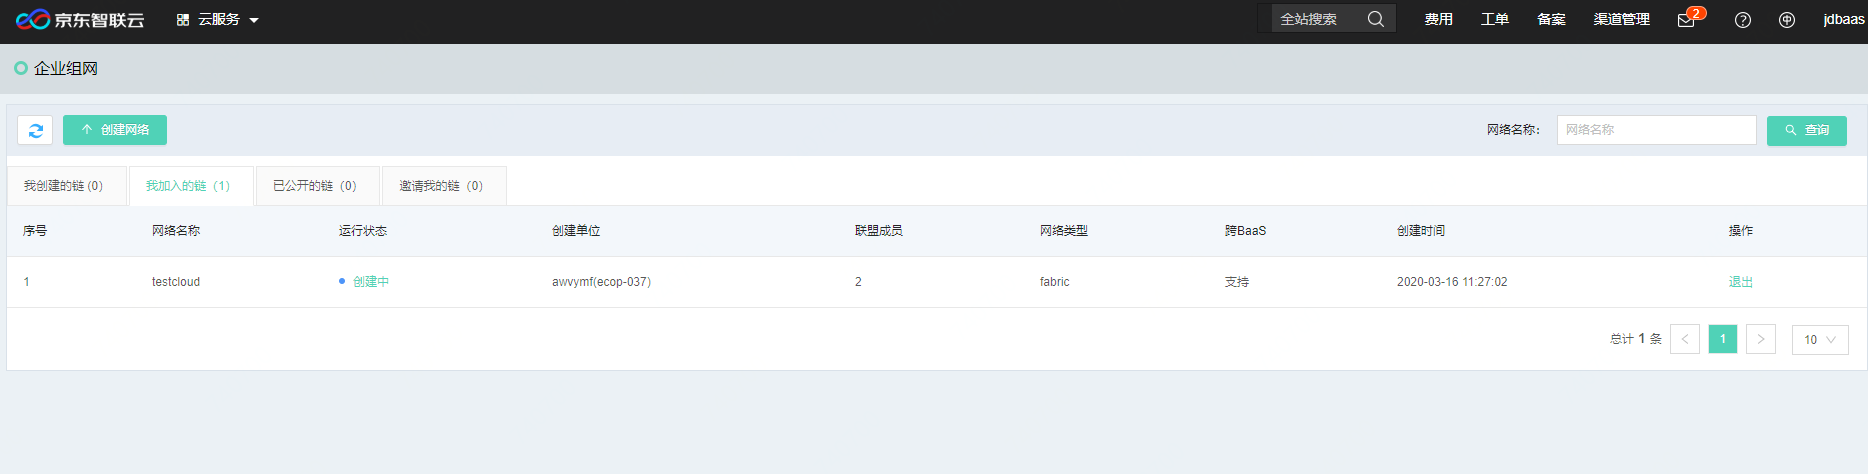 京东智联云 云服务 全站搜索 费用 工单 备案 渠道管理 2 jdbaas
企业组网
创建网络 网络名称： 网络名称 查询
我创建的链 (0) 我加入的链（1） 已公开的链（0） 邀请我的链（0）
序号 网络名称 运行状态 创建单位 联盟成员 网络类型 跨BaaS 创建时间 操作
1 testcloud 创建中 awvymf(ecop-037) 2 fabric 支持 2020-03-16 11:27:02 退出
总计 1 条 1 10